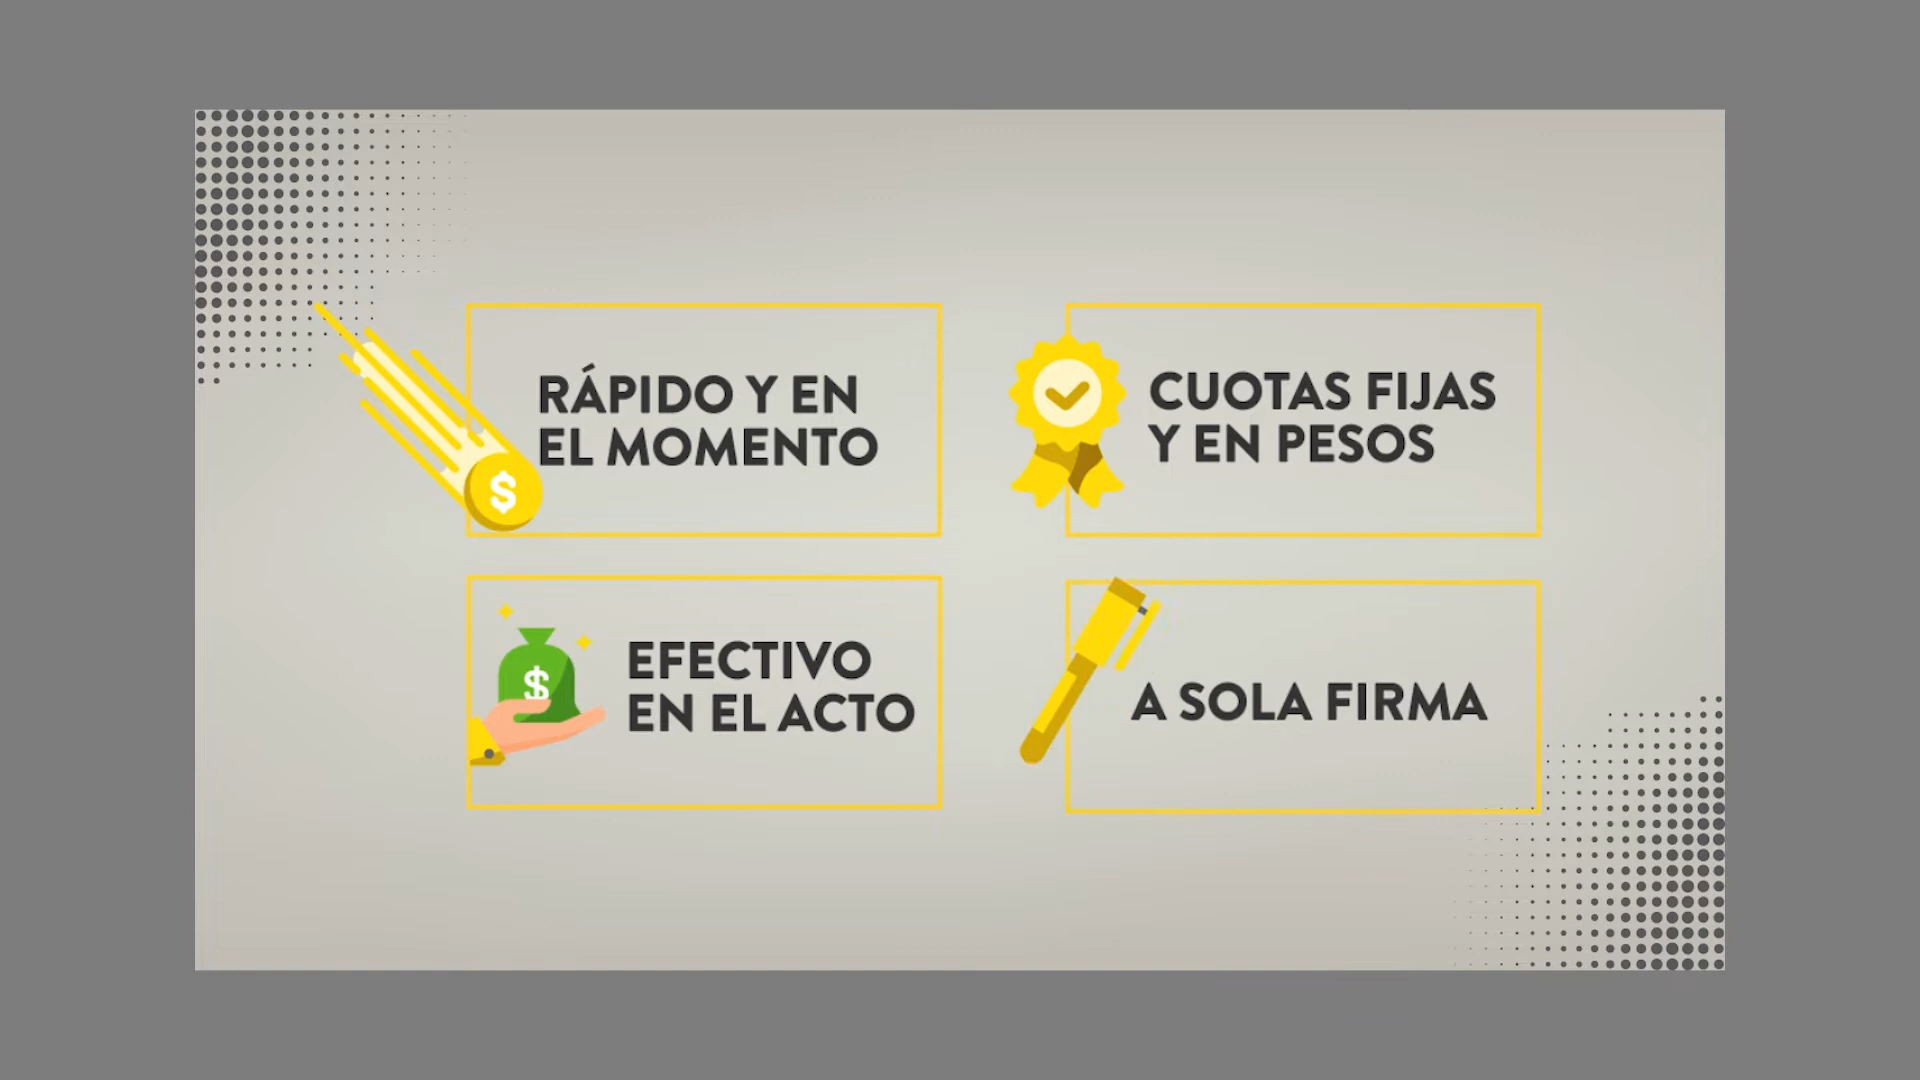 RÁPIDO Y EN
EL MOMENTO
$
CUOTAS FIJAS
Y EN PESOS
$
EFECTIVO
EN EL ACTO
A SOLA FIRMA